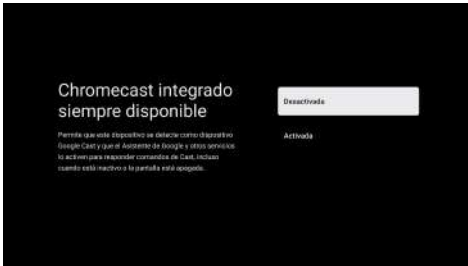 Chromecast integrado
siempre disponible
Permite que este dispositivo se detecte como dispositivo
Google Cast y que el Asistente de Google y otros servicios
lo activen para responder comandos de Cast, incluso
cuando está inactivo o la pantalla está apagada.
Desactivada
Activada